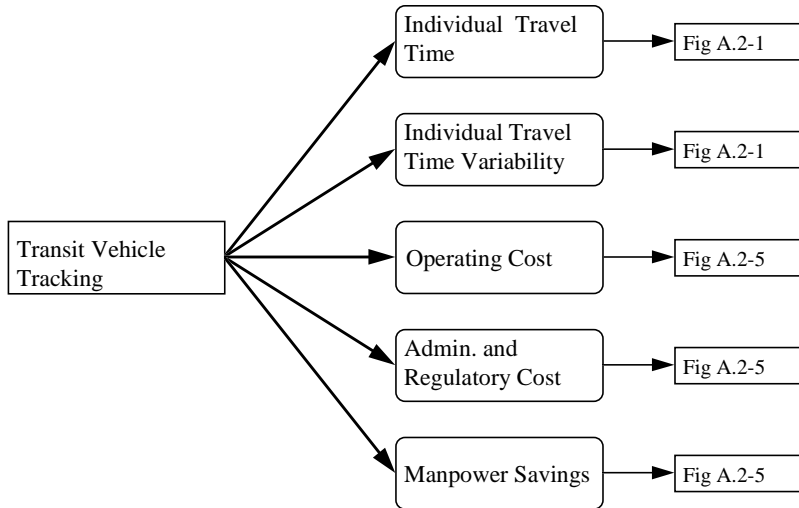 Individual Travel
Time
Fig A.2-1
Individual Travel
Time Variability
Fig A.2-1
Transit Vehicle
Tracking
Operating Cost
Fig A.2-5
Admin. and
Regulatory Cost
Fig A.2-5
Manpower Savings
Fig A.2-5